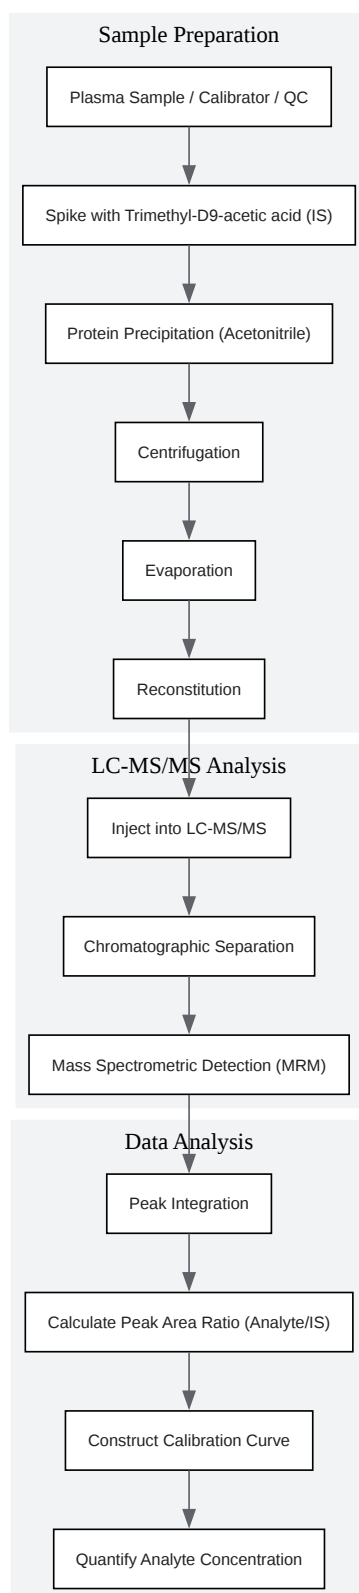 Sample Preparation
Plasma Sample / Calibrator / QC
Spike with Trimethyl-D9-acetic acid (IS)
Protein Precipitation (Acetonitrile)
Centrifugation
Evaporation
Reconstitution
LC-MS/MS Analysis
Inject into LC-MS/MS
Chromatographic Separation
Mass Spectrometric Detection (MRM)
Data Analysis
Peak Integration
Calculate Peak Area Ratio (Analyte/IS)
Construct Calibration Curve
Quantify Analyte Concentration